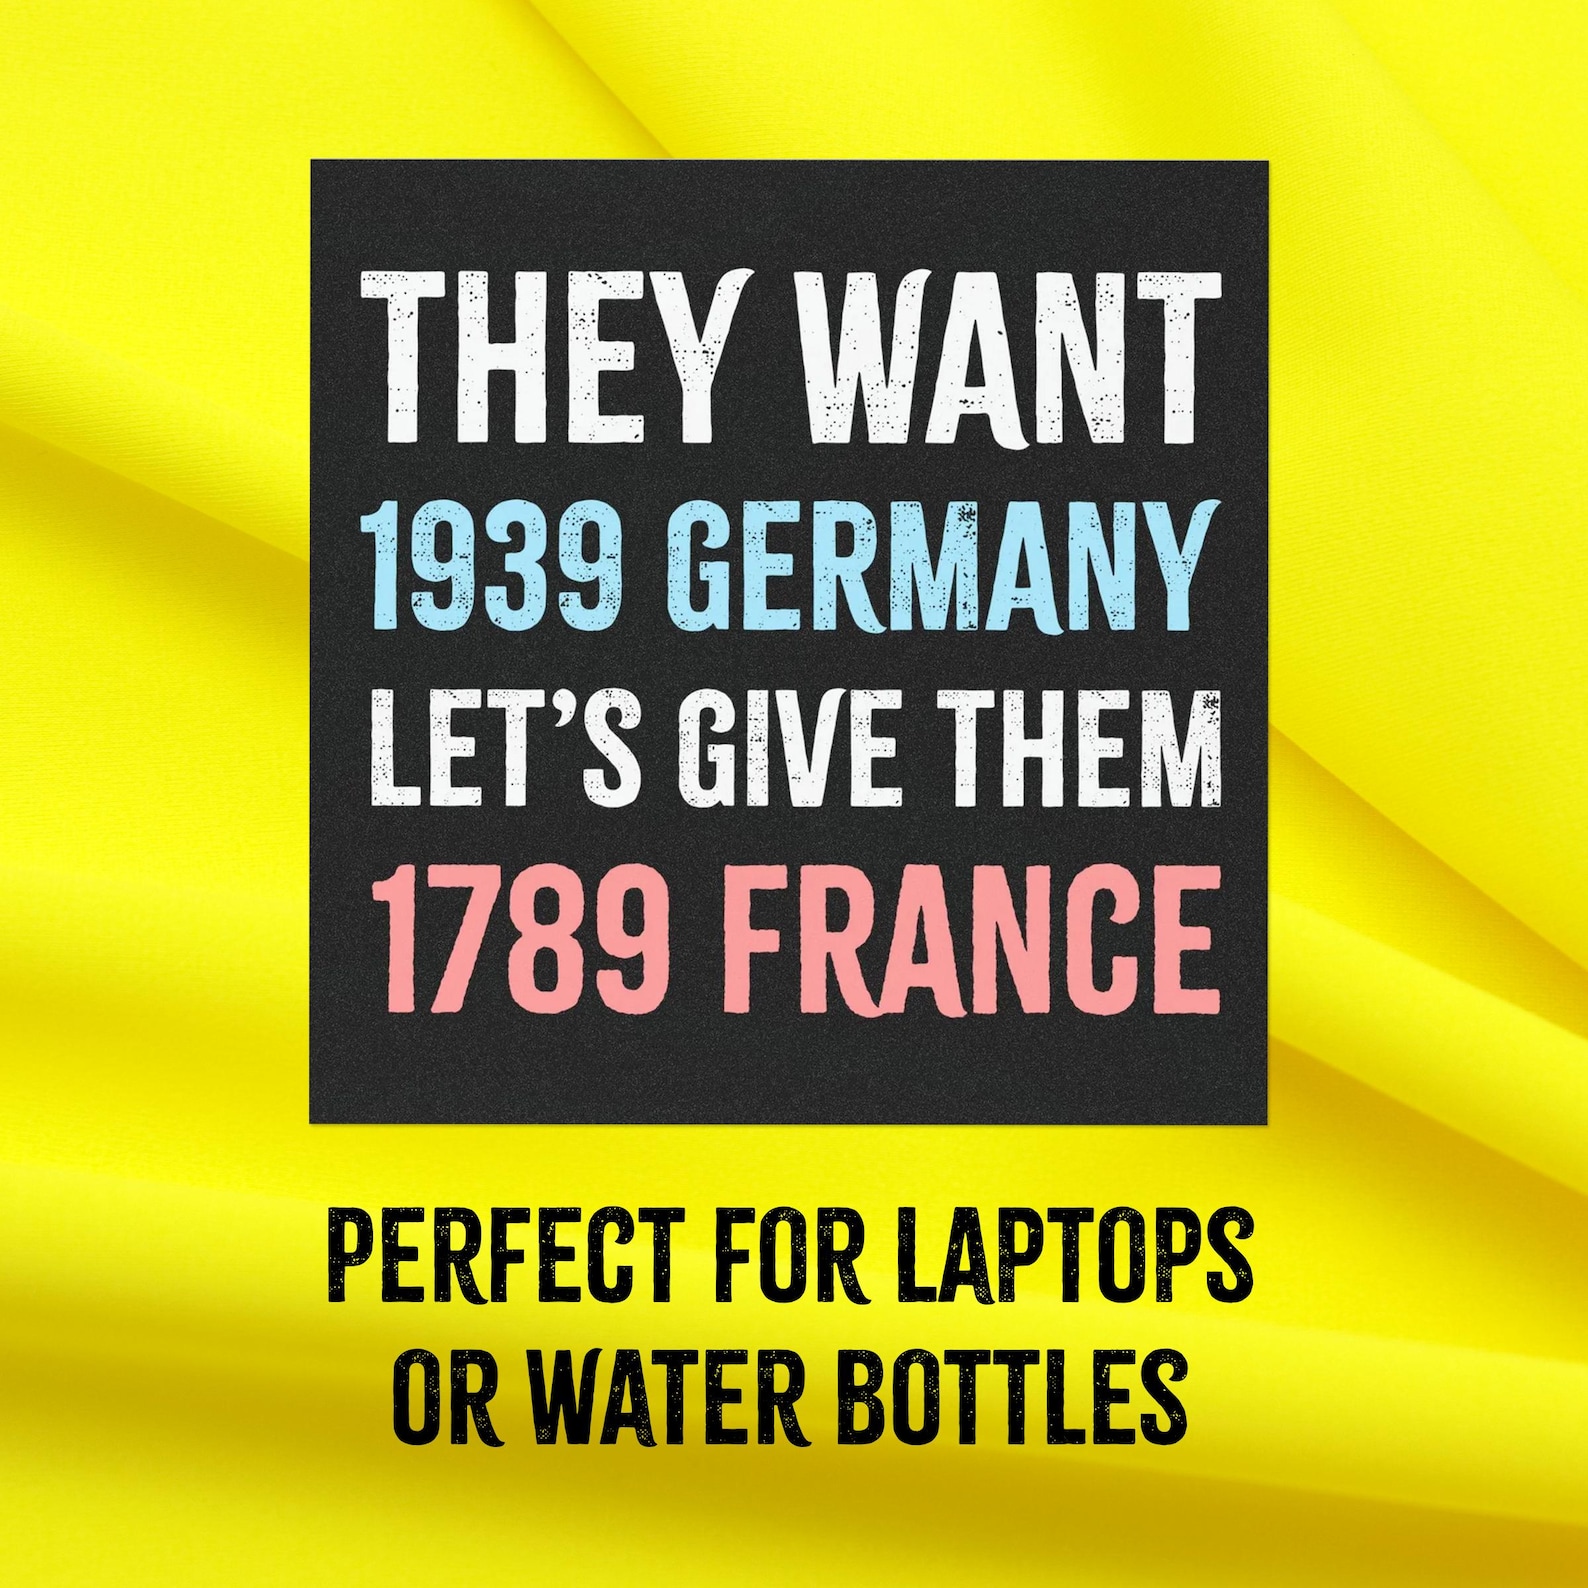 THEY WANT
1939 GERMANY
LET'S GIVE THEM
1789 FRANCE
PERFECT FOR LAPTOPS
OR WATER BOTTLES